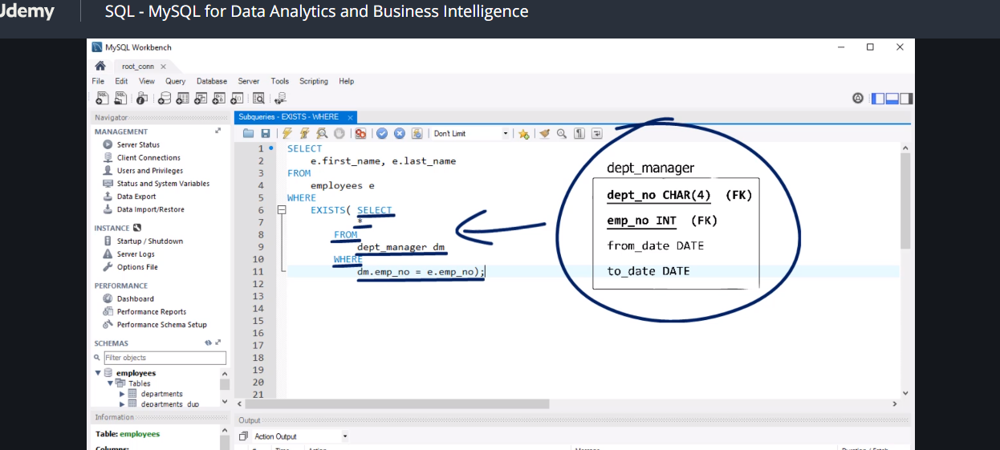 Udemy
SQL - MySQL for Data Analytics and Business Intelligence
MySQL Workbench
root_conn
File Edit View Query Database Server Tools Scripting Help
Navigator
MANAGEMENT
Server Status
Client Connections
Users and Privileges
Status and System Variables
Data Export
Data Import/Restore
INSTANCE
Startup / Shutdown
Server Logs
Options File
PERFORMANCE
Dashboard
Performance Reports
Performance Schema Setup
SCHEMAS
Filter objects
employees
Tables
departments
departments_dup
Information
Table: employees
Columns:
Subqueries - EXISTS - WHERE
Don't Limit
1 SELECT
2 e.first_name, e.last_name
3 FROM
4 employees e
5 WHERE
6 EXISTS( SELECT
7 *
8 FROM
9 dept_manager dm
10 WHERE
11 dm.emp_no = e.emp_no);
12
13
14
15
16
17
18
19
20
21
dept_manager
dept_no CHAR(4) (FK)
emp_no INT (FK)
from_date DATE
to_date DATE
Output
Action Output
# Time Action Message Duration / Fetch